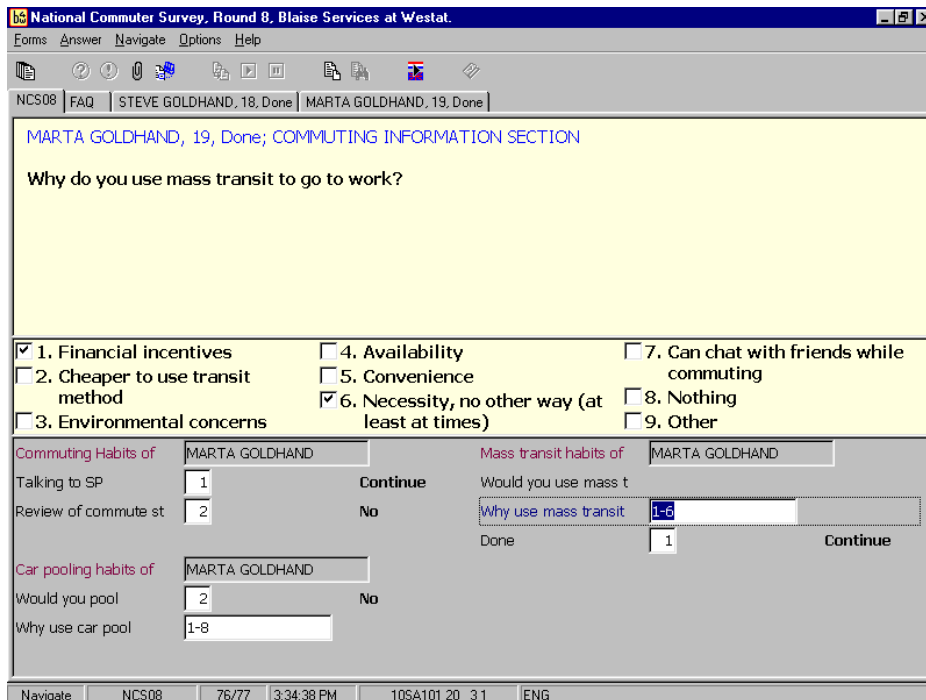 National Commuter Survey, Round 8, Blaise Services at Westat.
Forms Answer Navigate Options Help
NCS08 FAQ STEVE GOLDHAND, 18, Done MARTA GOLDHAND, 19, Done
MARTA GOLDHAND, 19, Done; COMMUTING INFORMATION SECTION
Why do you use mass transit to go to work?
1. Financial incentives
2. Cheaper to use transit
method
3. Environmental concerns
4. Availability
5. Convenience
6. Necessity, no other way (at
least at times)
7. Can chat with friends while
commuting
8. Nothing
9. Other
Commuting Habits of MARTA GOLDHAND
Talking to SP 1 Continue
Review of commute st 2 No
Car pooling habits of MARTA GOLDHAND
Would you pool 2 No
Why use car pool 1-8
Mass transit habits of MARTA GOLDHAND
Would you use mass t
Why use mass transit 1-6
Done 1 Continue
Navigate NCS08 76/77 3:34:38 PM 10SA101 20 3 1 ENG